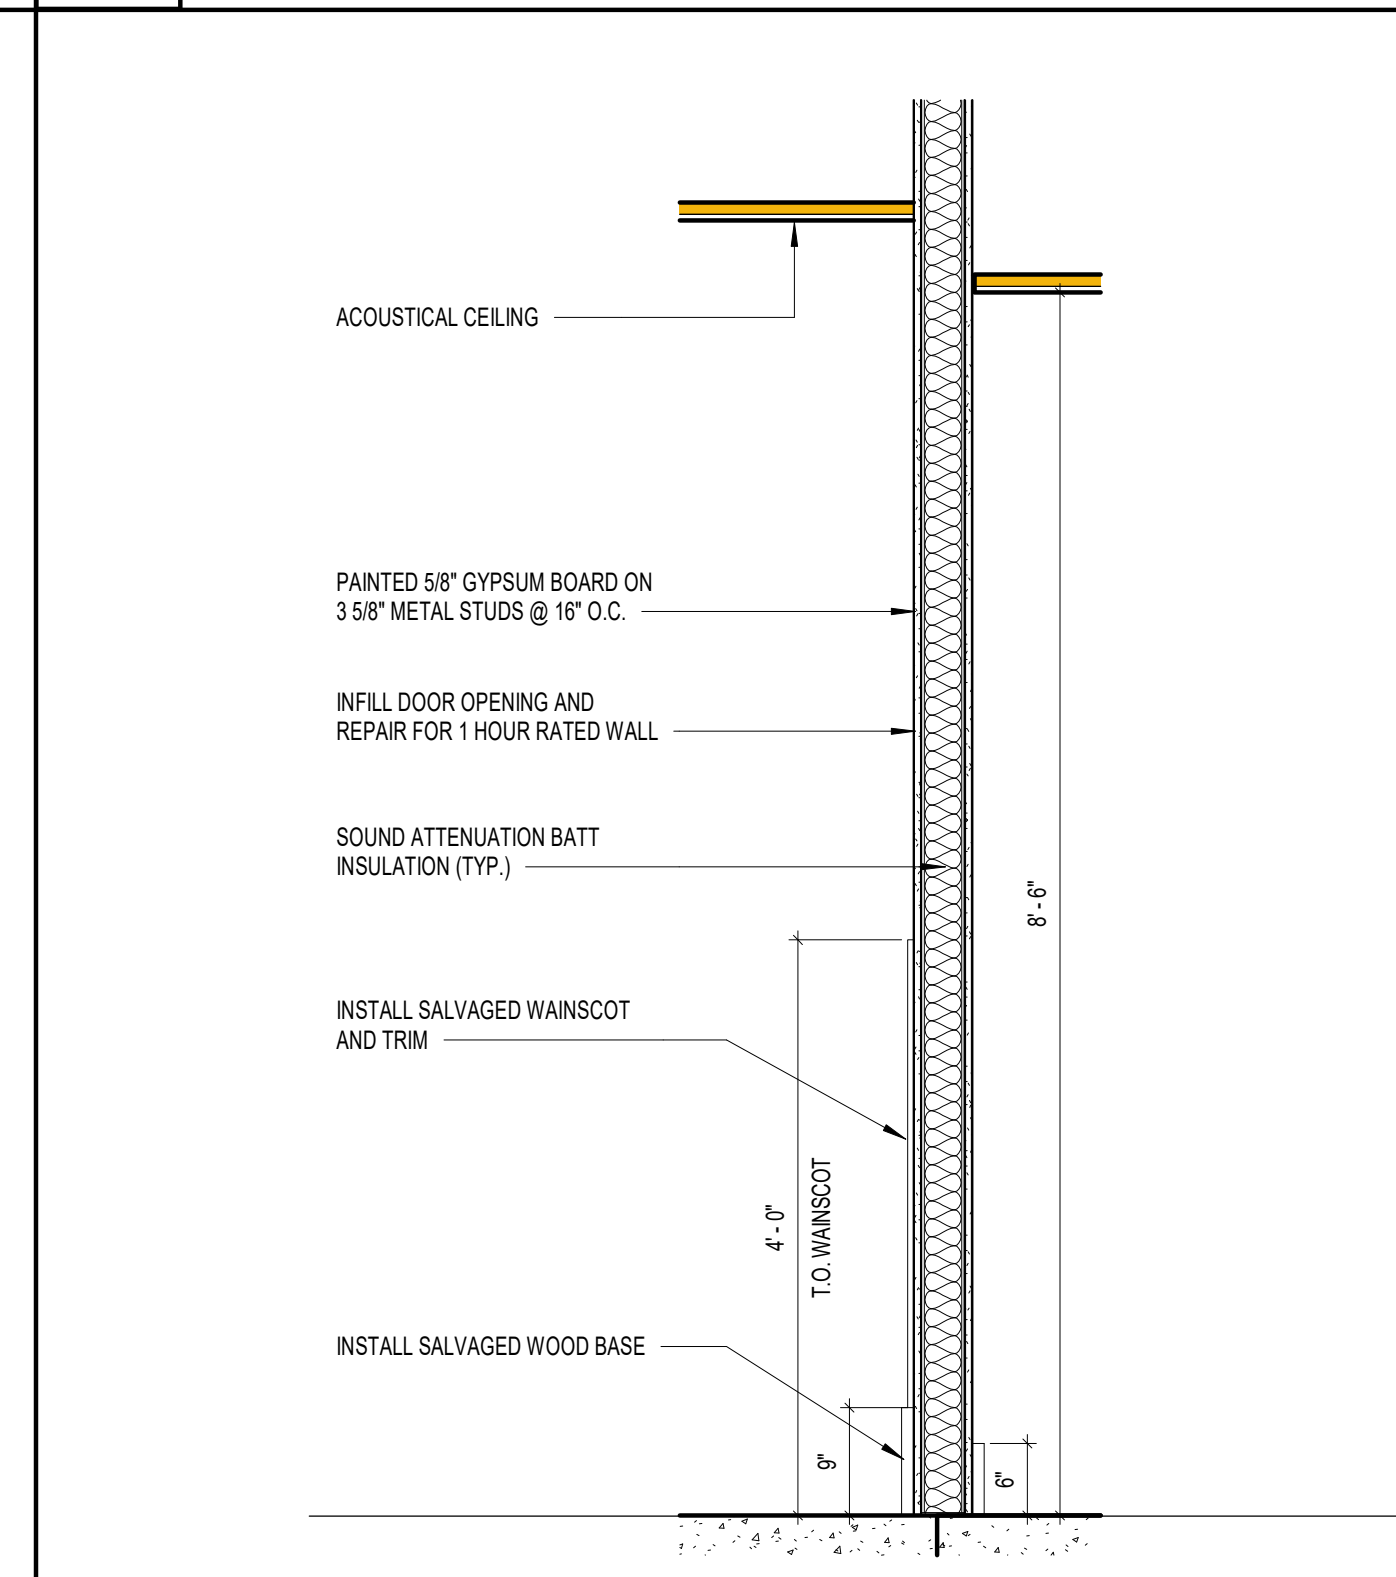 ACOUSTICAL CEILING
PAINTED 5/8" GYPSUM BOARD ON
3 5/8" METAL STUDS @ 16" O.C.
INFILL DOOR OPENING AND
REPAIR FOR 1 HOUR RATED WALL
SOUND ATTENUATION BATT
INSULATION (TYP.)
8' - 6"
INSTALL SALVAGED WAINSCOT
AND TRIM
4' - 0"
T.O. WAINSCOT
INSTALL SALVAGED WOOD BASE
9"
6"